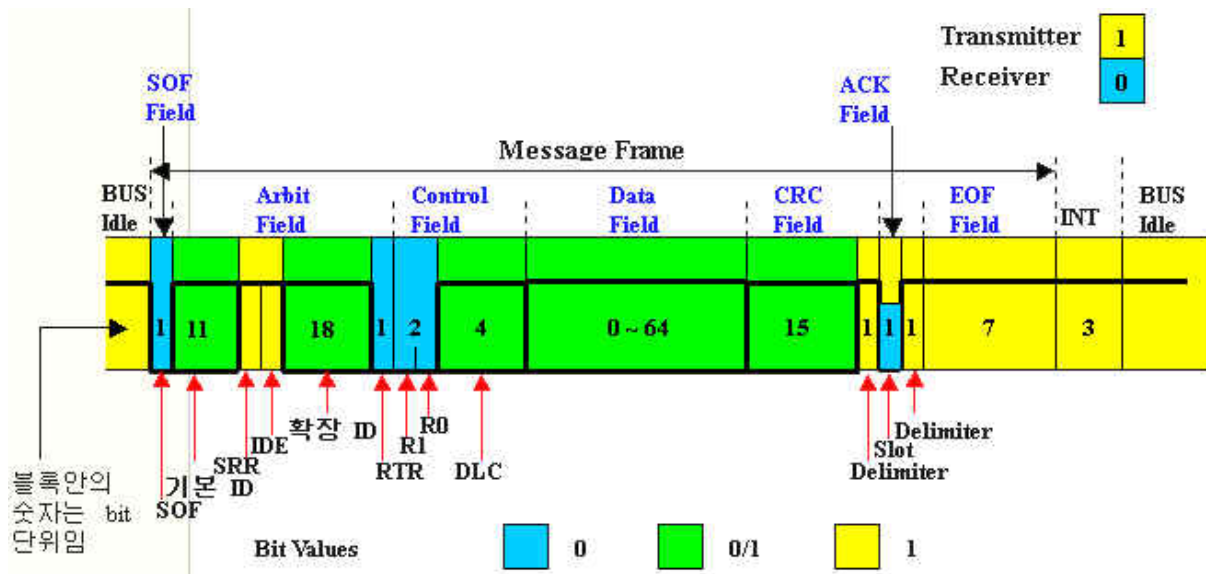 Transmitter 1
Receiver 0
SOF
Field
ACK
Field
Message Frame
BUS
Idle
Arbit
Field
Control
Field
Data
Field
CRC
Field
EOF
Field
INT
BUS
Idle
1 11 18 1 2 4 0 ~ 64 15 1 1 1 7 3
SOF
기본 ID
SRR
IDE
확장 ID
RTR
R1
R0
DLC
Delimiter
Slot
Delimiter
블록안의
숫자는 bit
단위임
Bit Values 0 0/1 1